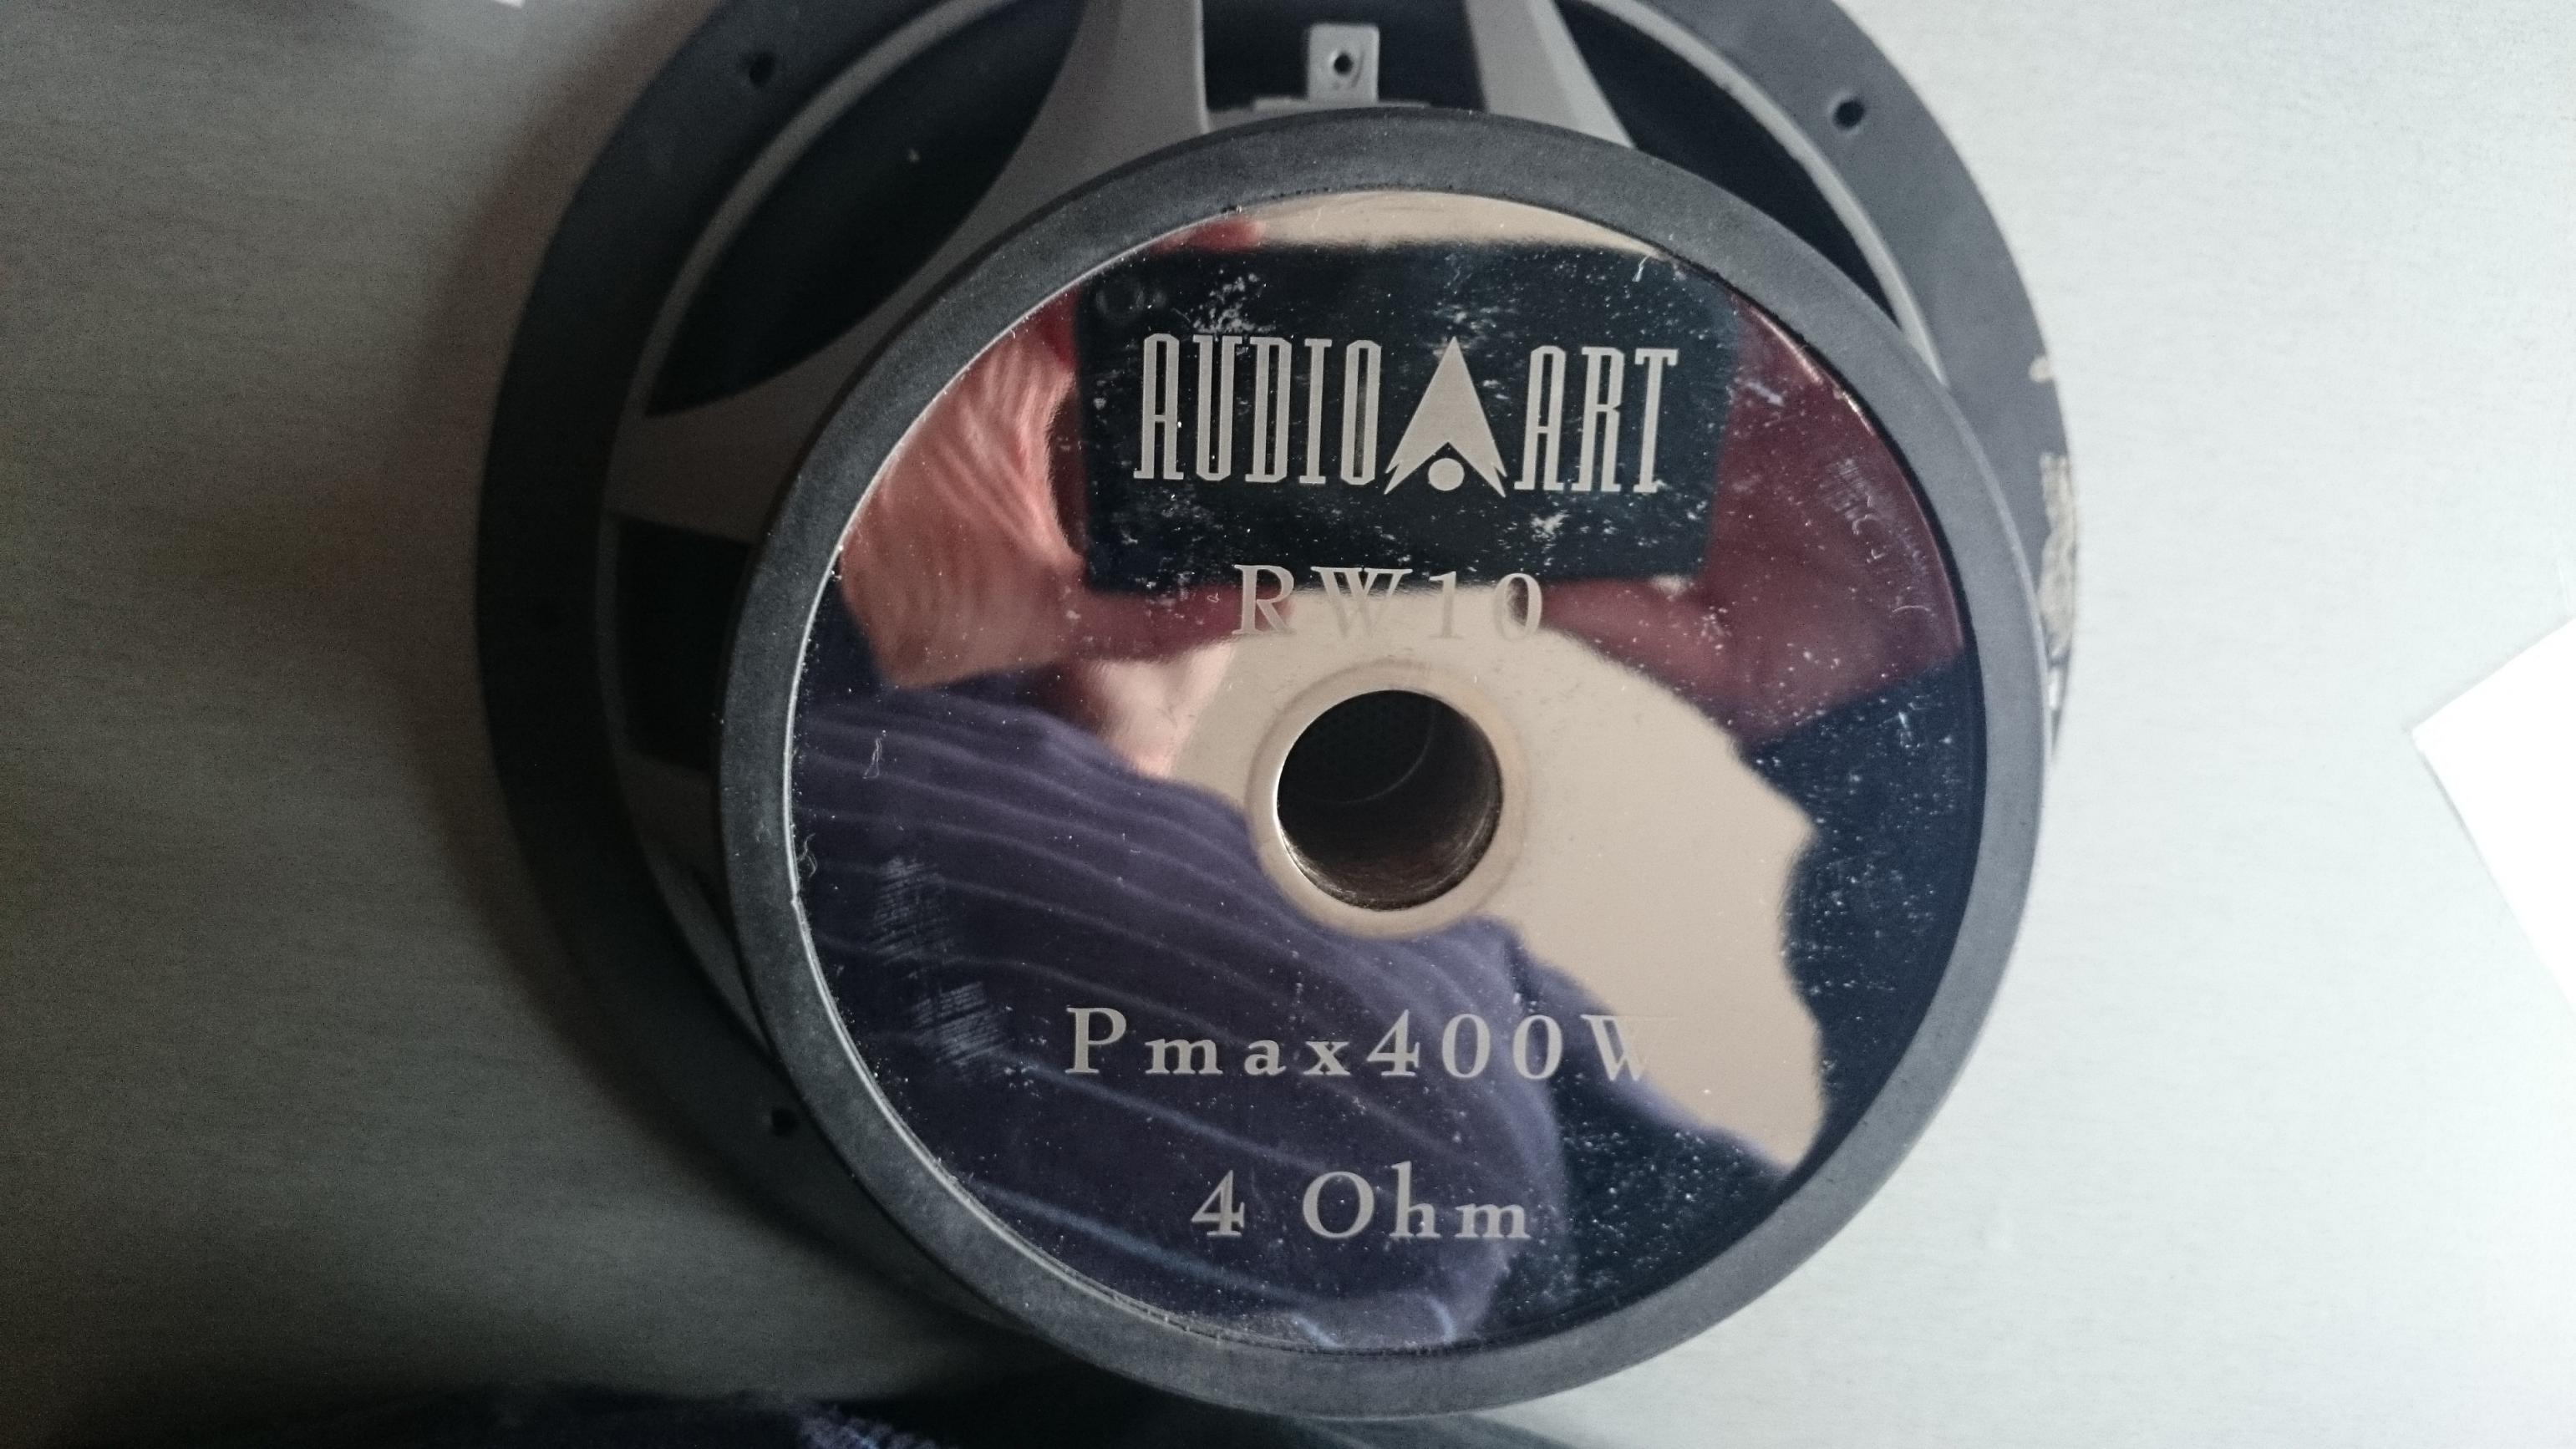 AUDIO ART
RW10
Pmax400W
4 Ohm